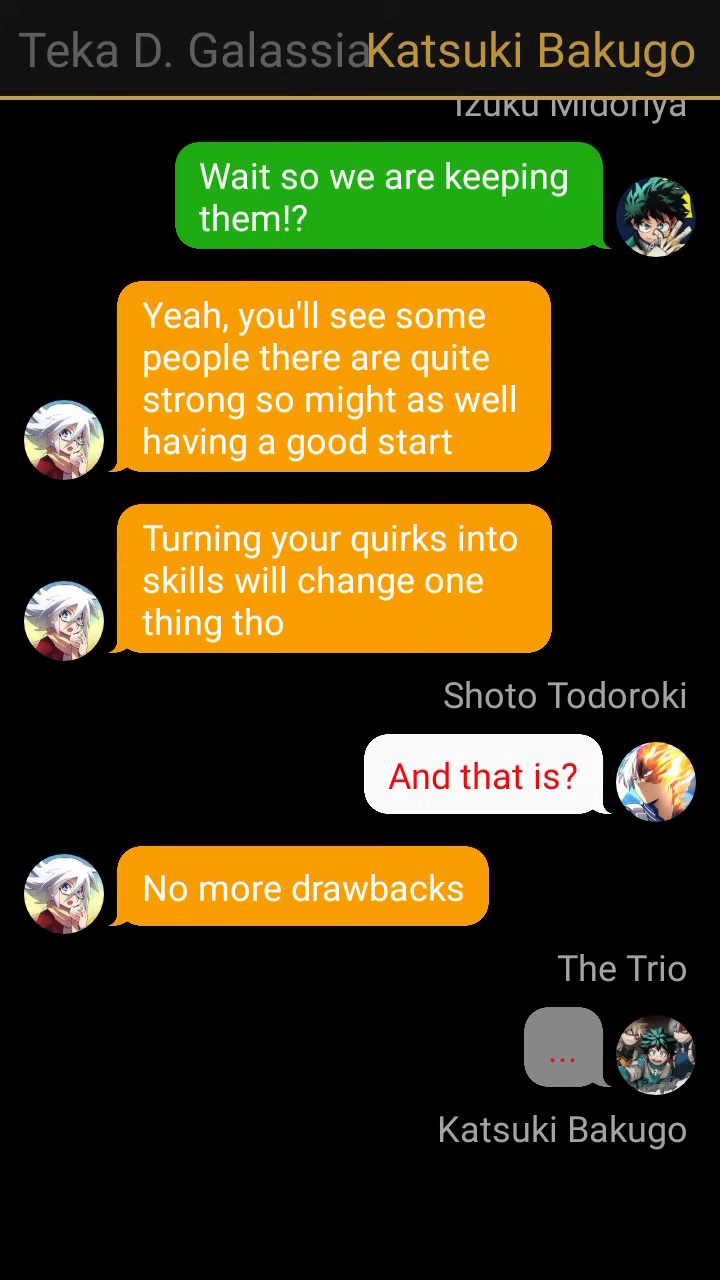 Teka D. Galassia
Katsuki Bakugo
Izuku Midoriya
Wait so we are keeping
them!?
Yeah, you'll see some
people there are quite
strong so might as well
having a good start
Turning your quirks into
skills will change one
thing tho
Shoto Todoroki
And that is?
No more drawbacks
The Trio
...
Katsuki Bakugo